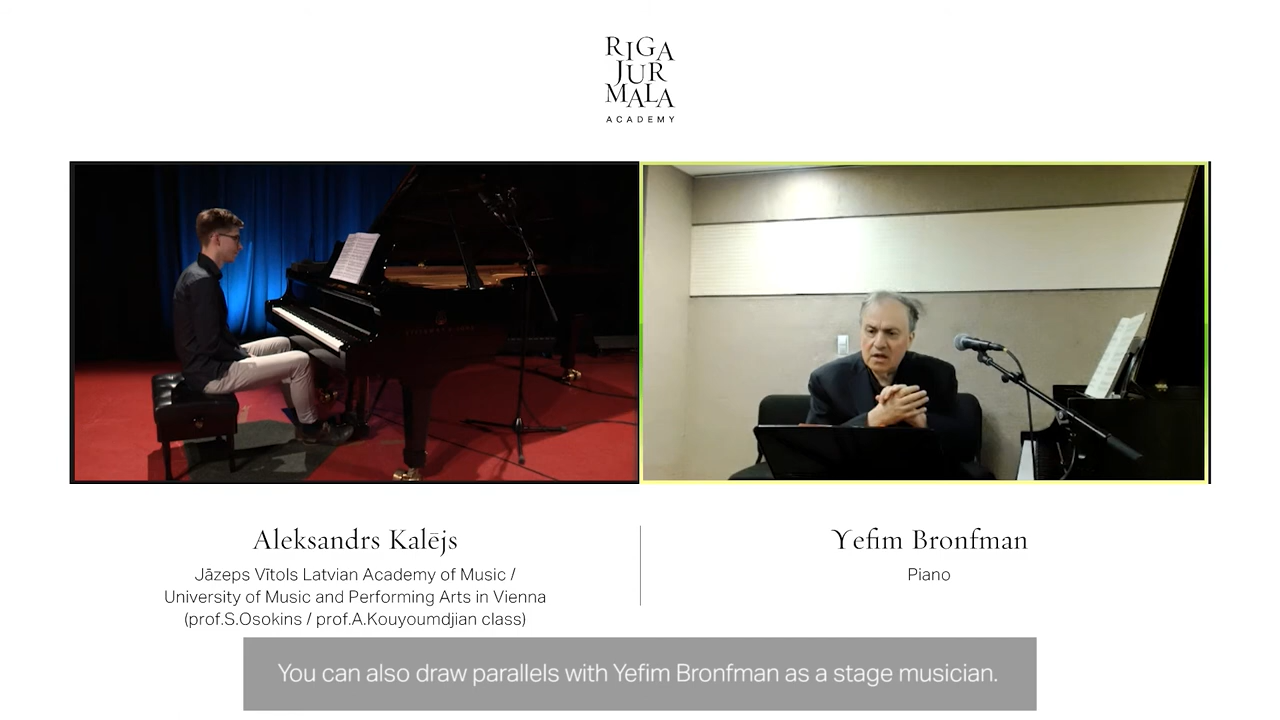 RIGA
JUR
MALA
ACADEMY
Aleksandrs Kalējs
Jāzeps Vītols Latvian Academy of Music /
University of Music and Performing Arts in Vienna
(prof.S.Osokins / prof.A.Kouyoumdjian class)
Yefim Bronfman
Piano
You can also draw parallels with Yefim Bronfman as a stage musician.